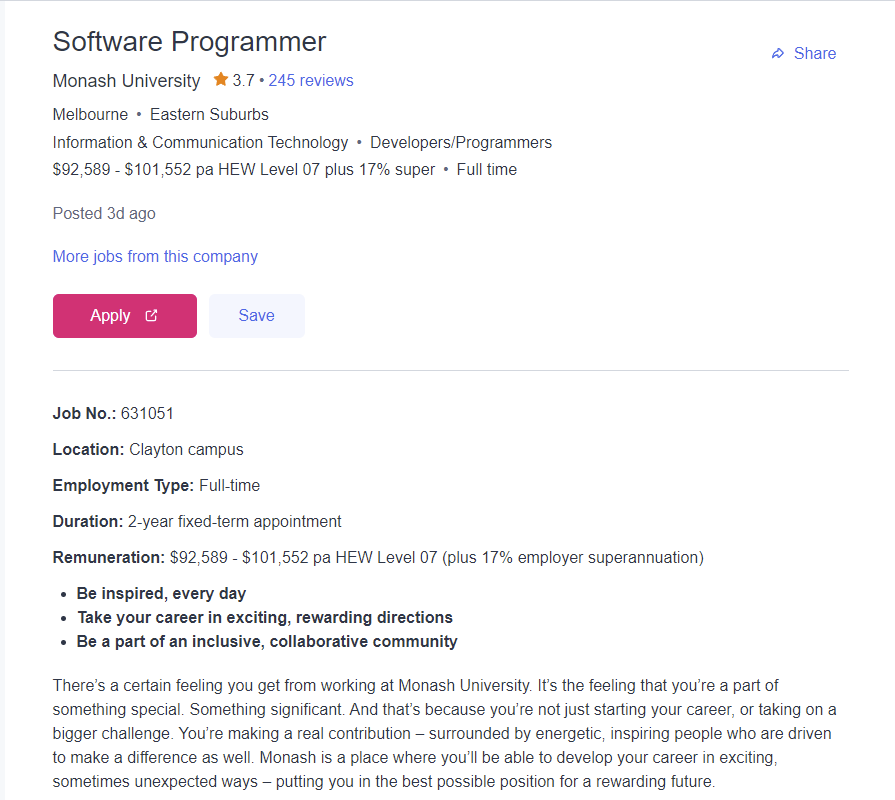 Software Programmer
Share
Monash University 3.7 • 245 reviews
Melbourne • Eastern Suburbs
Information & Communication Technology • Developers/Programmers
$92,589 - $101,552 pa HEW Level 07 plus 17% super • Full time
Posted 3d ago
More jobs from this company
Apply
Save
Job No.: 631051
Location: Clayton campus
Employment Type: Full-time
Duration: 2-year fixed-term appointment
Remuneration: $92,589 - $101,552 pa HEW Level 07 (plus 17% employer superannuation)
• Be inspired, every day
• Take your career in exciting, rewarding directions
• Be a part of an inclusive, collaborative community
There’s a certain feeling you get from working at Monash University. It’s the feeling that you’re a part of
something special. Something significant. And that’s because you’re not just starting your career, or taking on a
bigger challenge. You’re making a real contribution – surrounded by energetic, inspiring people who are driven
to make a difference as well. Monash is a place where you’ll be able to develop your career in exciting,
sometimes unexpected ways – putting you in the best possible position for a rewarding future.